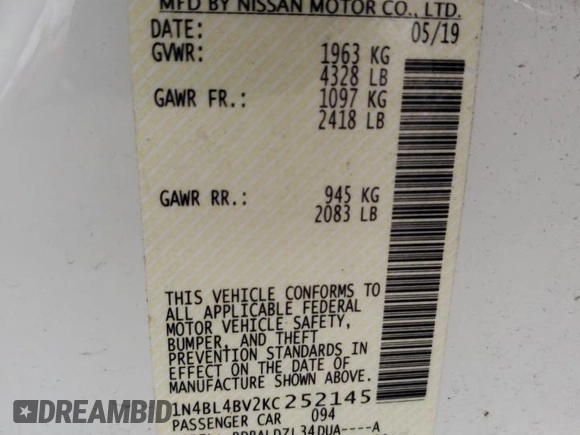 MFD BY NISSAN MOTOR CO., LTD.
DATE: 05/19
GVWR: 1963 KG
4328 LB
GAWR FR.: 1097 KG
2418 LB
GAWR RR.: 945 KG
2083 LB
THIS VEHICLE CONFORMS TO
ALL APPLICABLE FEDERAL
MOTOR VEHICLE SAFETY,
BUMPER, AND THEFT
PREVENTION STANDARDS IN
EFFECT ON THE DATE OF
MANUFACTURE SHOWN ABOVE.
1N4BL4BV2KC252145
PASSENGER CAR 094
DREAMBID